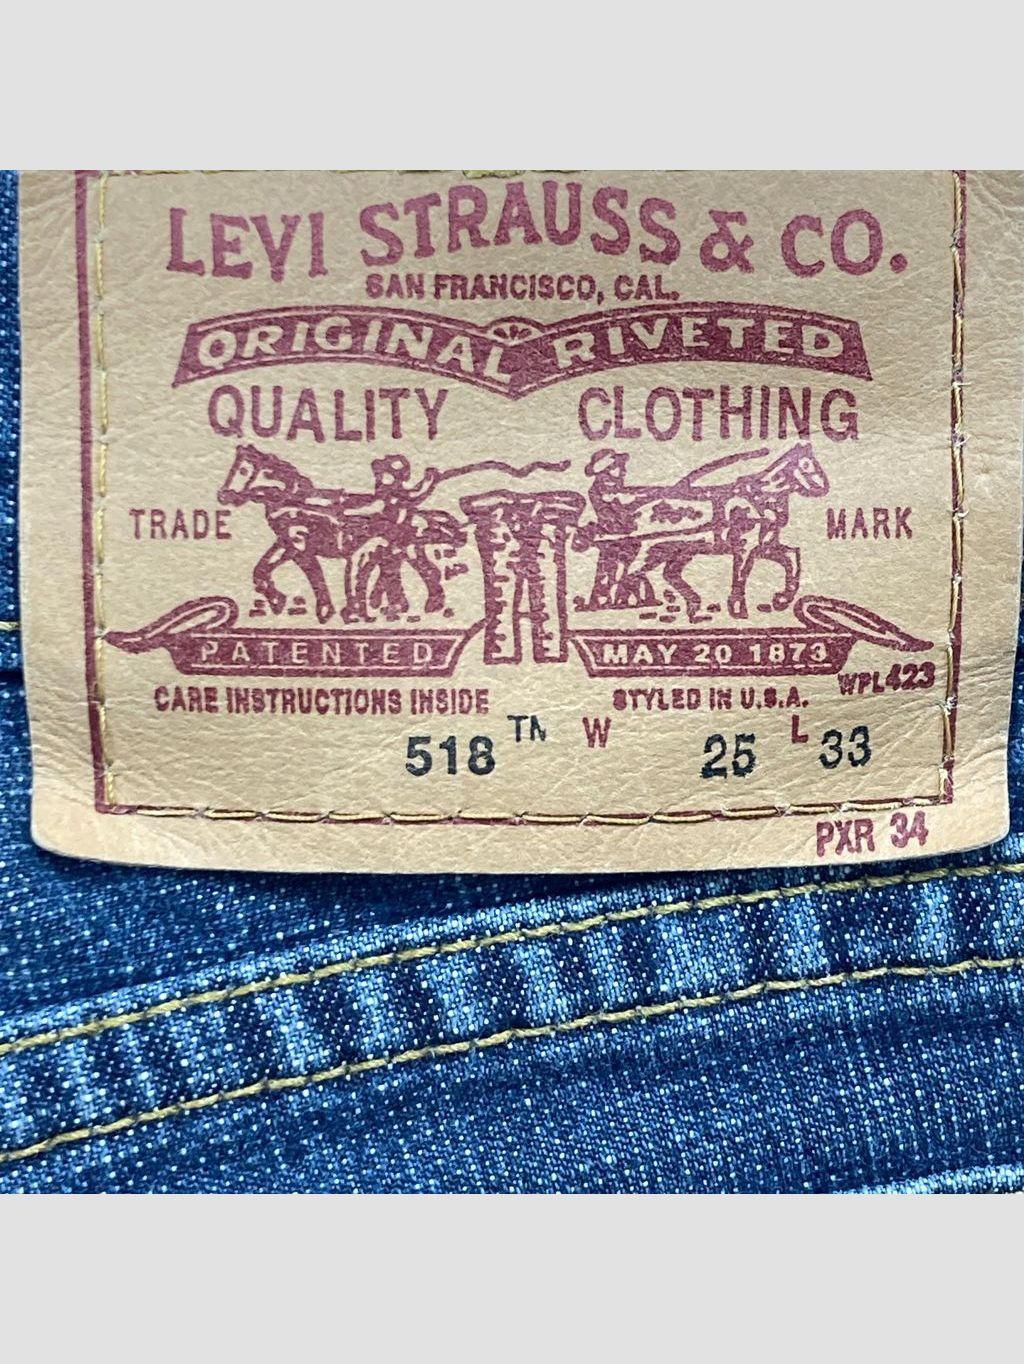 LEVI STRAUSS & CO.
SAN FRANCISCO, CAL.
ORIGINAL RIVETED
QUALITY CLOTHING
TRADE MARK
PATENTED MAY 20 1873
WPL423
CARE INSTRUCTIONS INSIDE STYLED IN U.S.A.
518 TM W 25 L 33
PXR 34